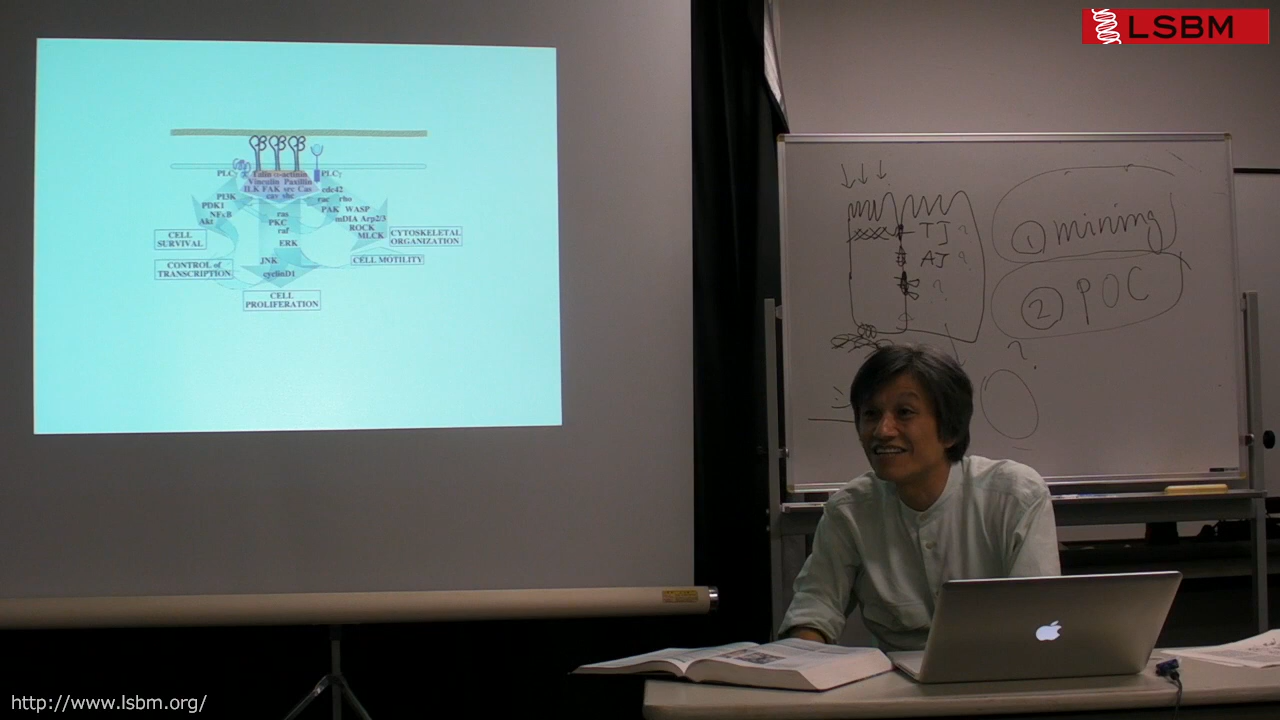 LSBM
PLCγ
Talin α-actinin
PLCγ
Vinculin Paxillin
ILK FAK src Cas
cas shc
cdc42
rac rho
PI3K
PDK1
NFκB
Akt
ras
PKC
raf
ERK
JNK
cyclinD1
PAK WASP
mDIA Arp2/3
ROCK
MLCK
CELL
SURVIVAL
CYTOSKELETAL
ORGANIZATION
CONTROL of
TRANSCRIPTION
CELL MOTILITY
CELL
PROLIFERATION
TJ ?
AJ ?
?
① mining
② POC
?
http://www.lsbm.org/